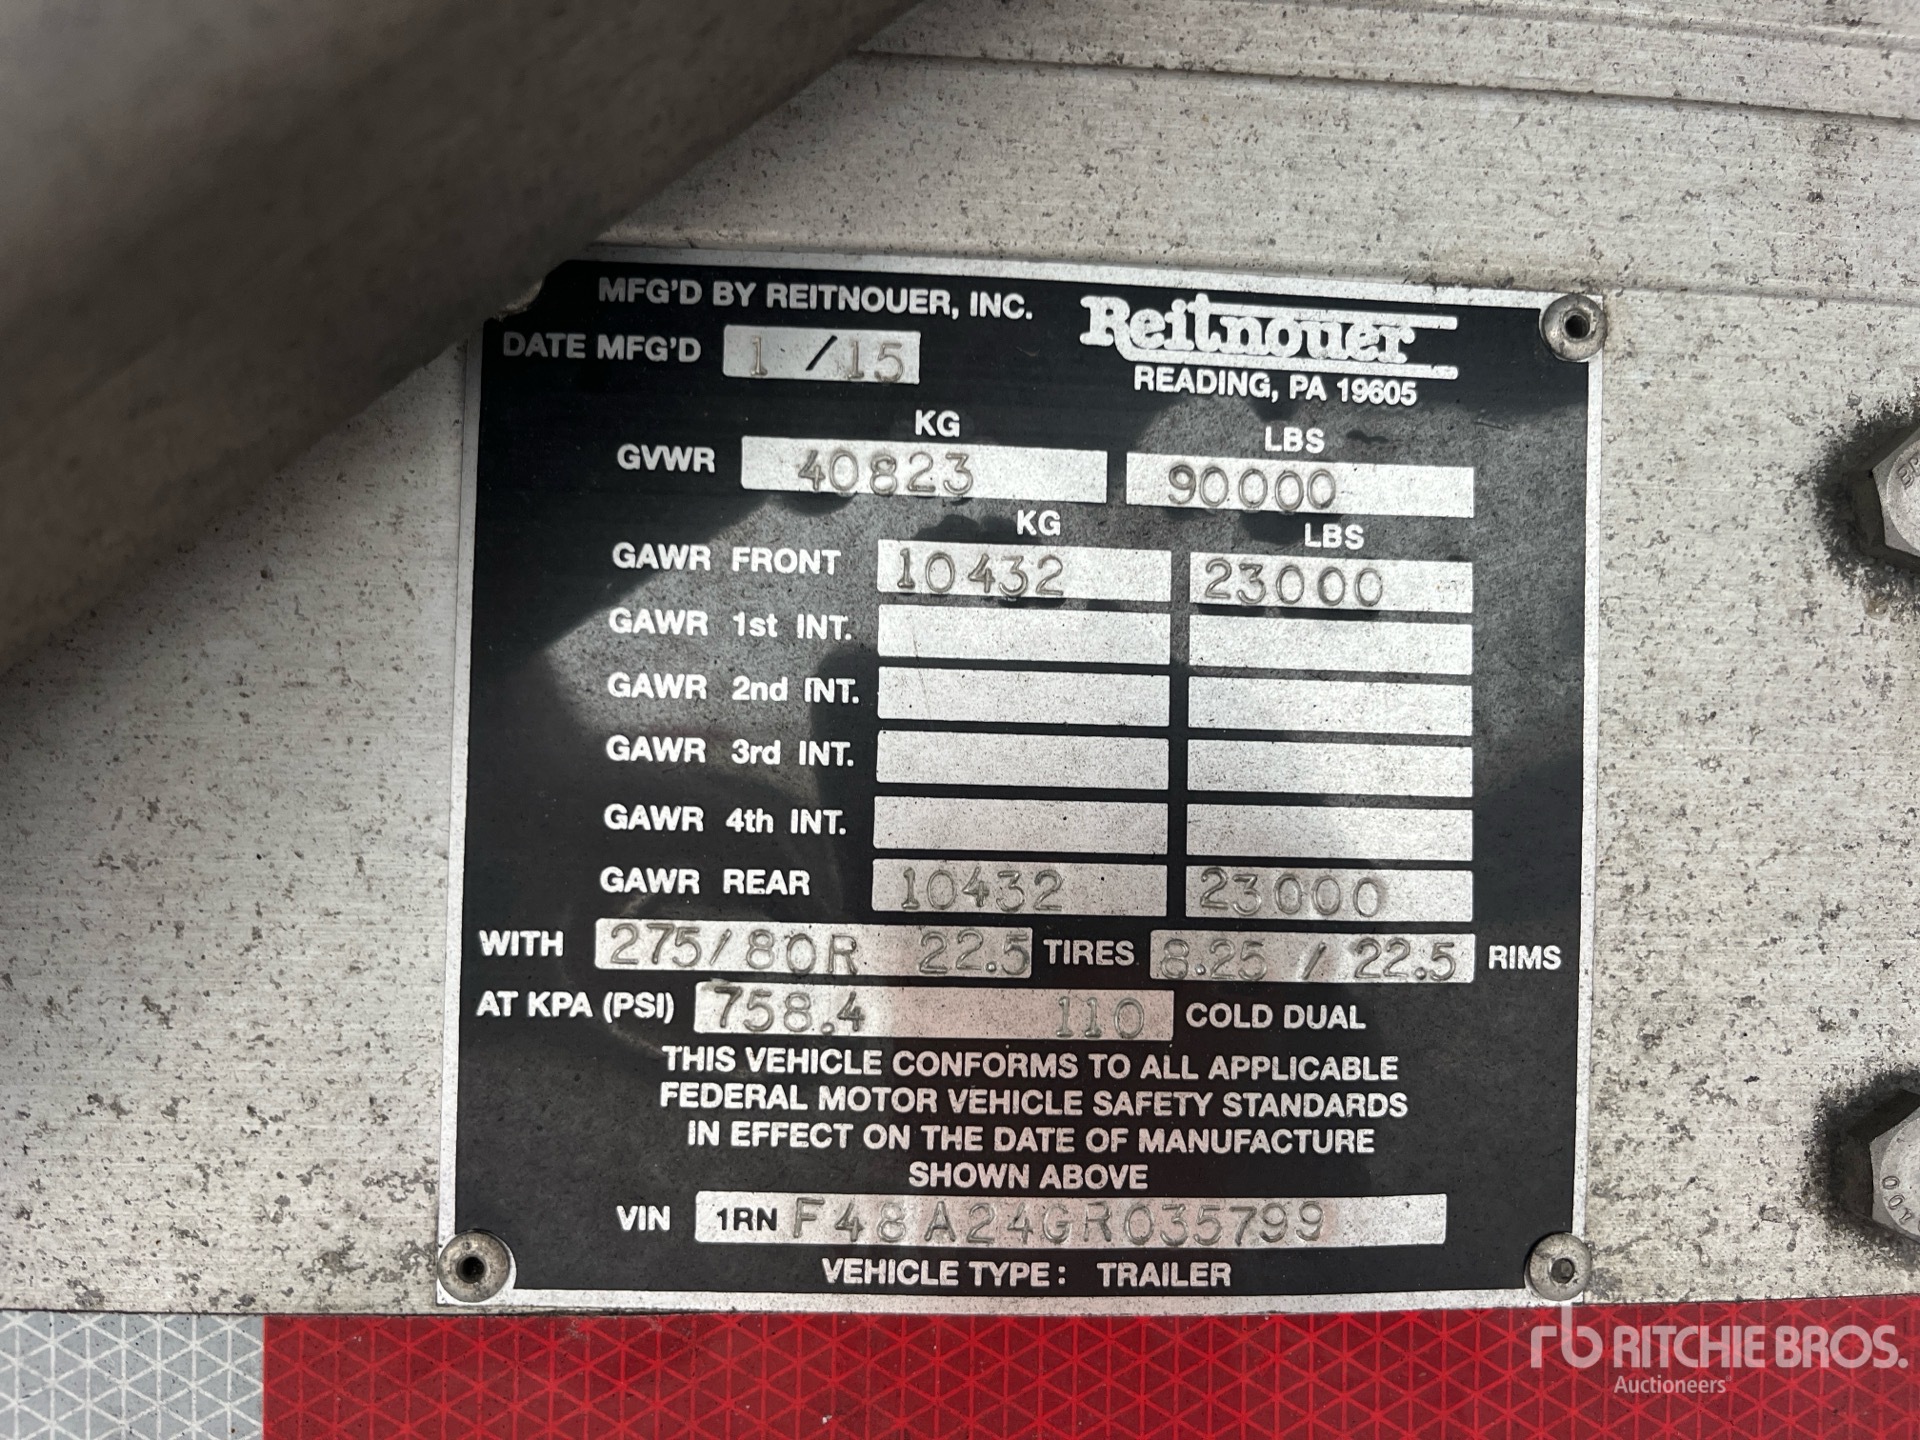 MFG'D BY REITNOUER, INC.
Reitnouer
DATE MFG'D 1 / 15
READING, PA 19605
KG LBS
GVWR 40823 90000
KG LBS
GAWR FRONT 10432 23000
GAWR 1st INT.
GAWR 2nd INT.
GAWR 3rd INT.
GAWR 4th INT.
GAWR REAR 10432 23000
WITH 275/80R 22.5 TIRES 8.25 / 22.5 RIMS
AT KPA (PSI) 758.4 110 COLD DUAL
THIS VEHICLE CONFORMS TO ALL APPLICABLE
FEDERAL MOTOR VEHICLE SAFETY STANDARDS
IN EFFECT ON THE DATE OF MANUFACTURE
SHOWN ABOVE
VIN 1RNF48A24GR035799
VEHICLE TYPE: TRAILER
rb RITCHIE BROS.
Auctioneers